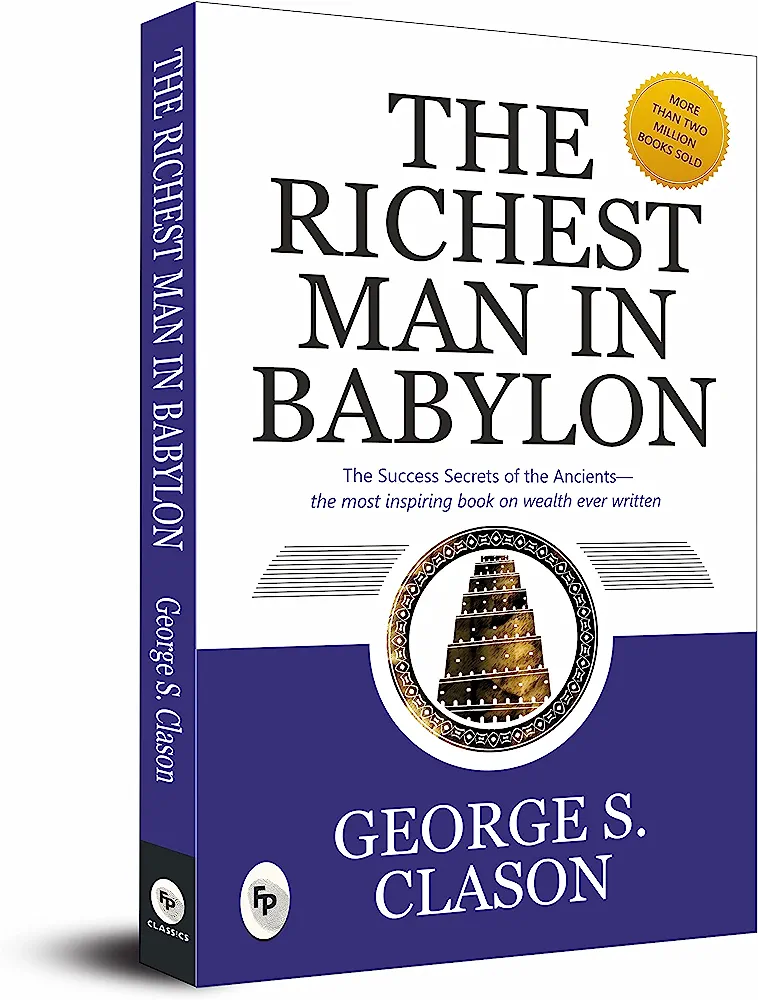 THE RICHEST MAN IN BABYLON George S. Clason
FP
CLASSICS
THE
RICHEST
MAN IN
BABYLON
MORE
THAN TWO
MILLION
BOOKS SOLD
The Success Secrets of the Ancients—
the most inspiring book on wealth ever written
GEORGE S.
CLASON
FP